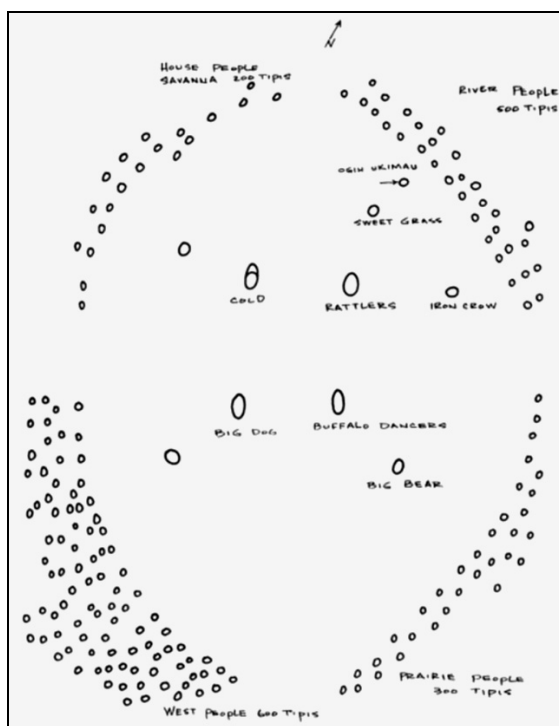 N
HOUSE PEOPLE
SAVANNA 200 TIPIS
RIVER PEOPLE
500 TIPIS
OGIH UKIMAU
SWEET GRASS
COLD
RATTLERS
IRON CROW
BIG DOG
BUFFALO DANCERS
BIG BEAR
PRAIRIE PEOPLE
300 TIPIS
WEST PEOPLE 600 TIPIS